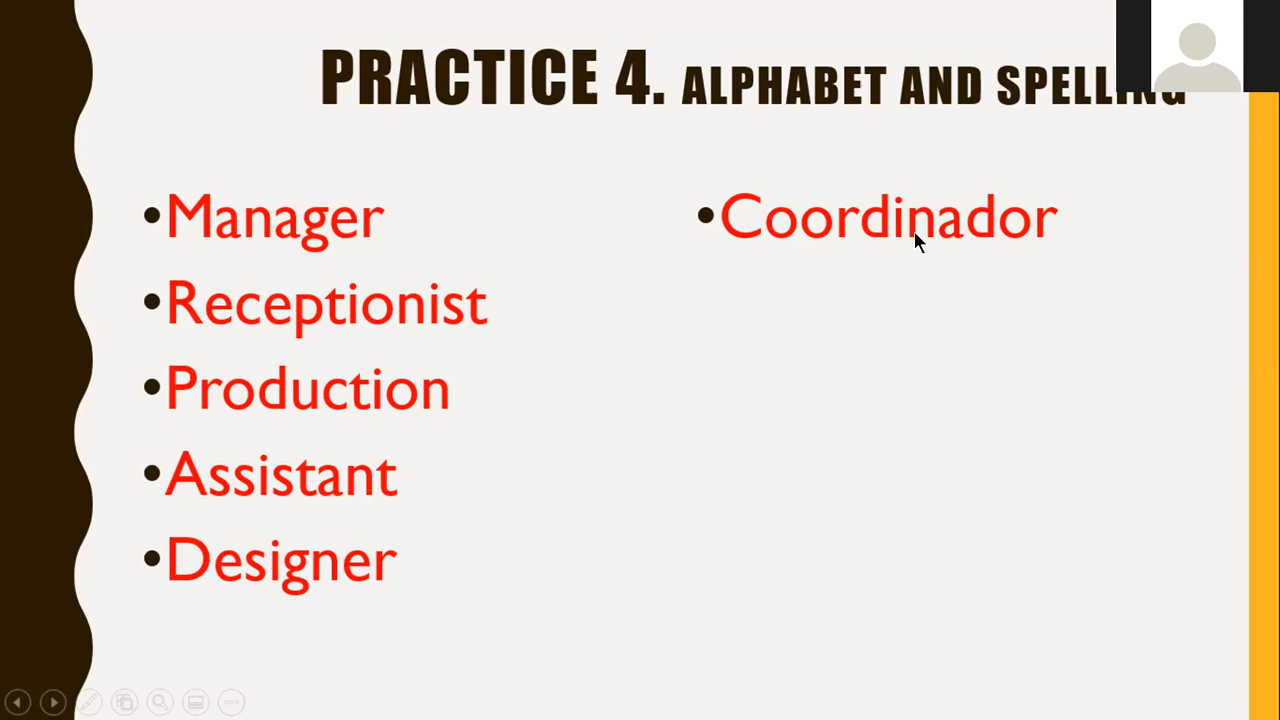 PRACTICE 4. ALPHABET AND SPELLING
•Manager
•Receptionist
•Production
•Assistant
•Designer
•Coordinador